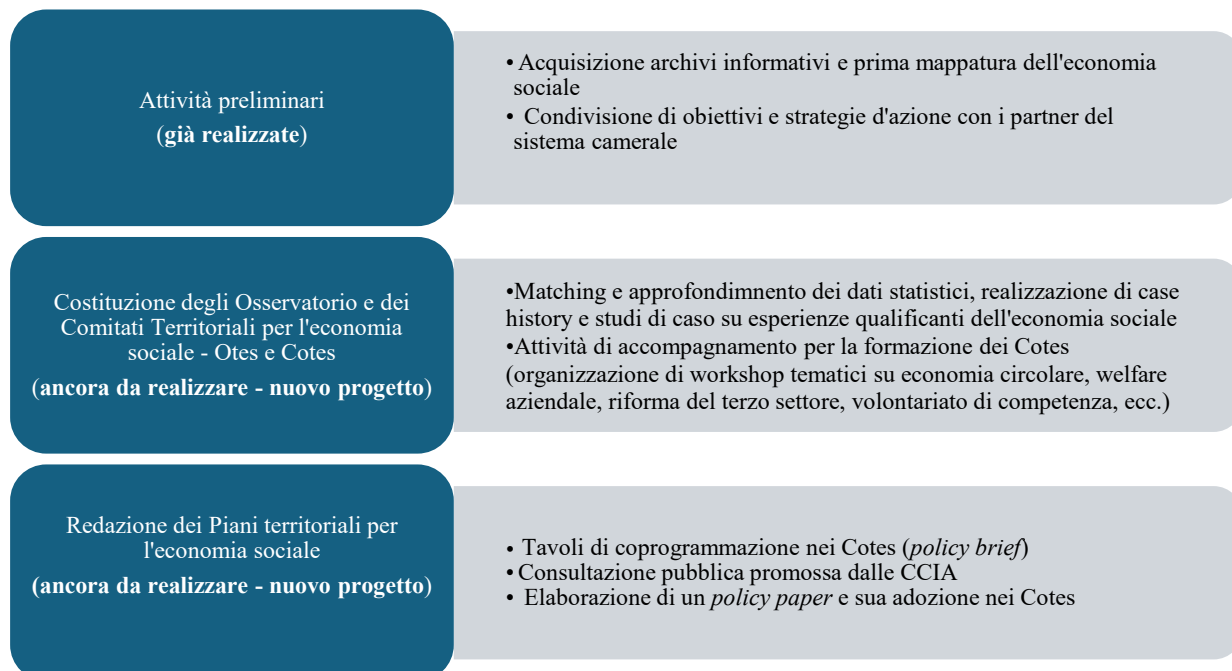 Attività preliminari
(già realizzate)
• Acquisizione archivi informativi e prima mappatura dell'economia
sociale
• Condivisione di obiettivi e strategie d'azione con i partner del
sistema camerale
Costituzione degli Osservatorio e dei
Comitati Territoriali per l'economia
sociale - Otes e Cotes
(ancora da realizzare - nuovo progetto)
•Matching e approfondimnento dei dati statistici, realizzazione di case
history e studi di caso su esperienze qualificanti dell'economia sociale
•Attività di accompagnamento per la formazione dei Cotes
(organizzazione di workshop tematici su economia circolare, welfare
aziendale, riforma del terzo settore, volontariato di competenza, ecc.)
Redazione dei Piani territoriali per
l'economia sociale
(ancora da realizzare - nuovo progetto)
• Tavoli di coprogrammazione nei Cotes (policy brief)
• Consultazione pubblica promossa dalle CCIA
• Elaborazione di un policy paper e sua adozione nei Cotes